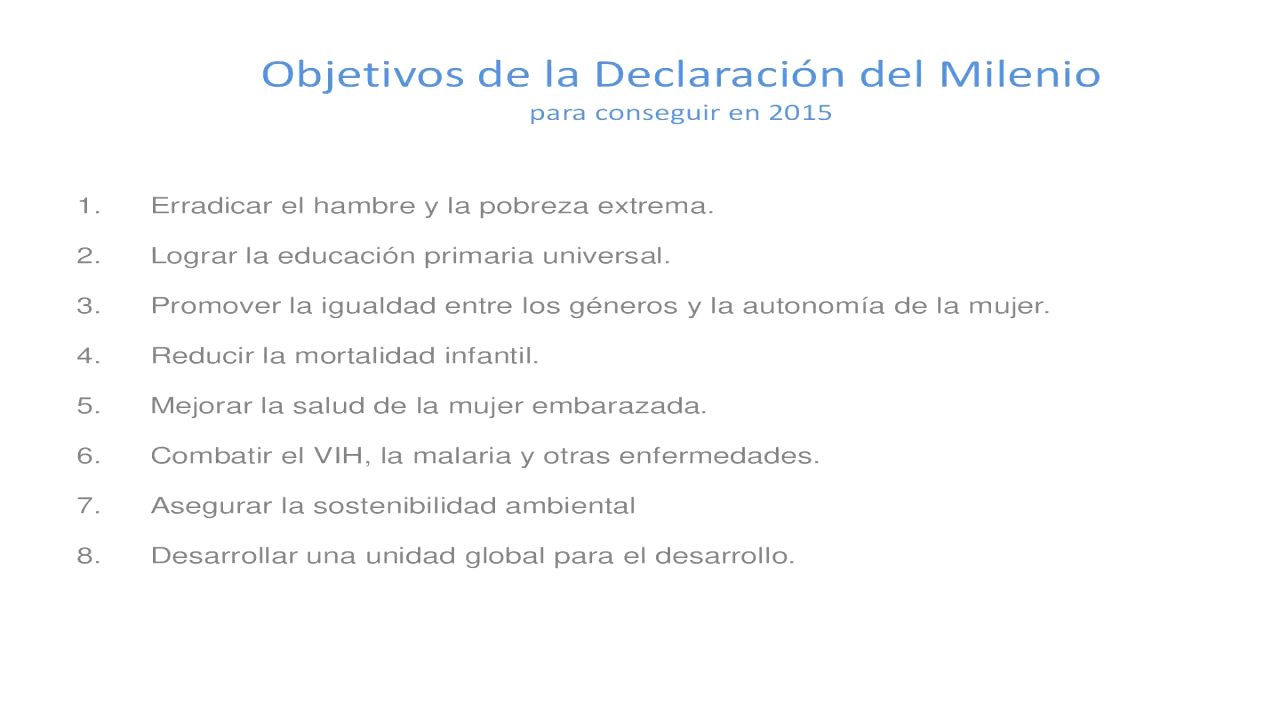 Objetivos de la Declaración del Milenio
para conseguir en 2015
1. Erradicar el hambre y la pobreza extrema.
2. Lograr la educación primaria universal.
3. Promover la igualdad entre los géneros y la autonomía de la mujer.
4. Reducir la mortalidad infantil.
5. Mejorar la salud de la mujer embarazada.
6. Combatir el VIH, la malaria y otras enfermedades.
7. Asegurar la sostenibilidad ambiental
8. Desarrollar una unidad global para el desarrollo.